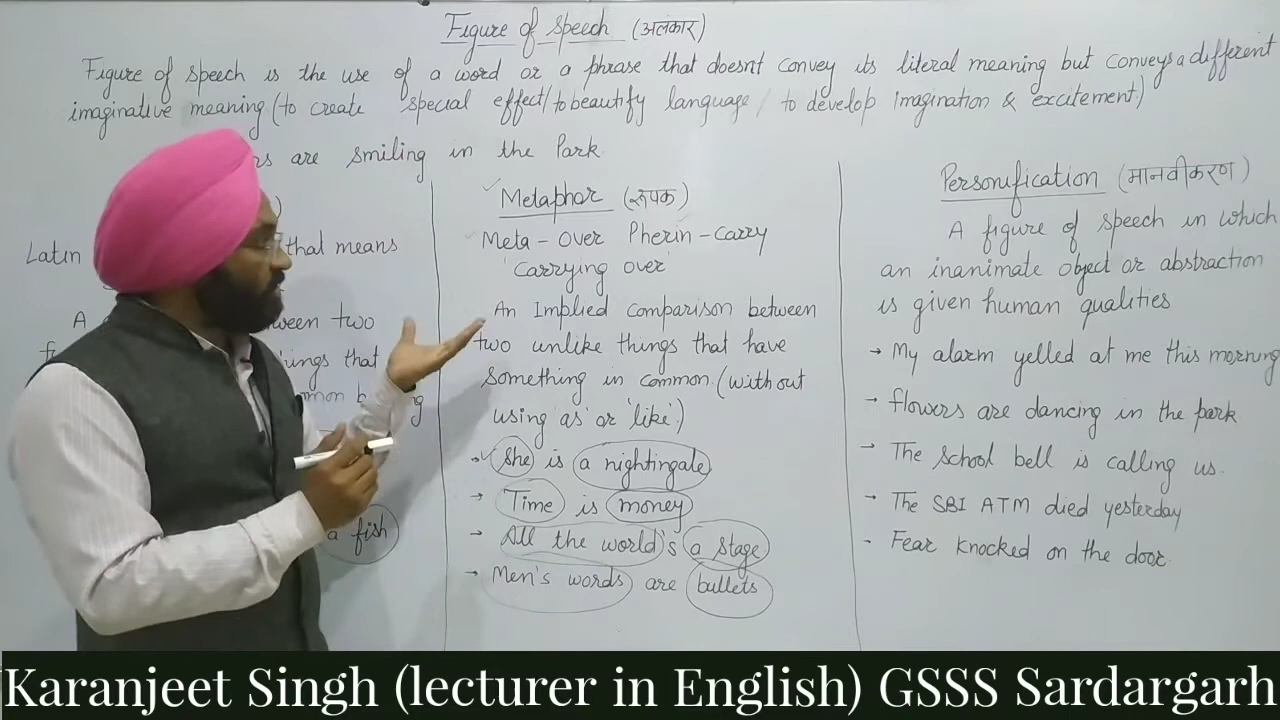 Figure of speech (अलंकार)
Figure of speech is the use of a word or a phrase that doesn't convey its literal meaning but conveys a different
imaginative meaning (to create special effect/to beautify language/ to develop imagination & excitement)
are smiling in the Park.
Latin
that means
A
two
things that
a fish
Metaphor (रूपक)
Meta - over Pherin - carry
'carrying over'
An Implied comparison between
two unlike things that have
something in common. (without
using 'as' or 'like'.)
She is a nightingale
Time is money
All the world's a stage
Men's words are bullets
Personification (मानवीकरण)
A figure of speech in which
an inanimate object or abstraction
is given human qualities
→ My alarm yelled at me this morning
→ flowers are dancing in the park
→ The school bell is calling us.
→ The SBI ATM died yesterday
- Fear knocked on the door.
Karanjeet Singh (lecturer in English) GSSS Sardargarh